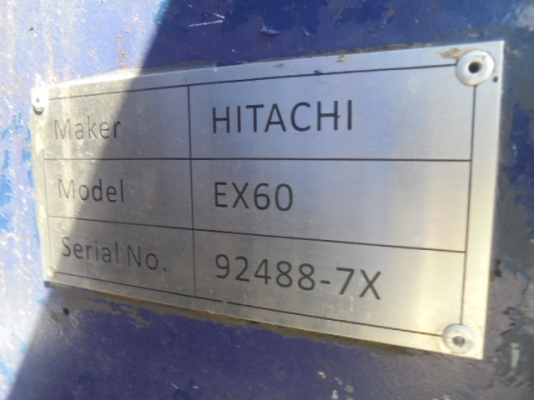 Maker HITACHI
Model EX60
Serial No. 92488-7X